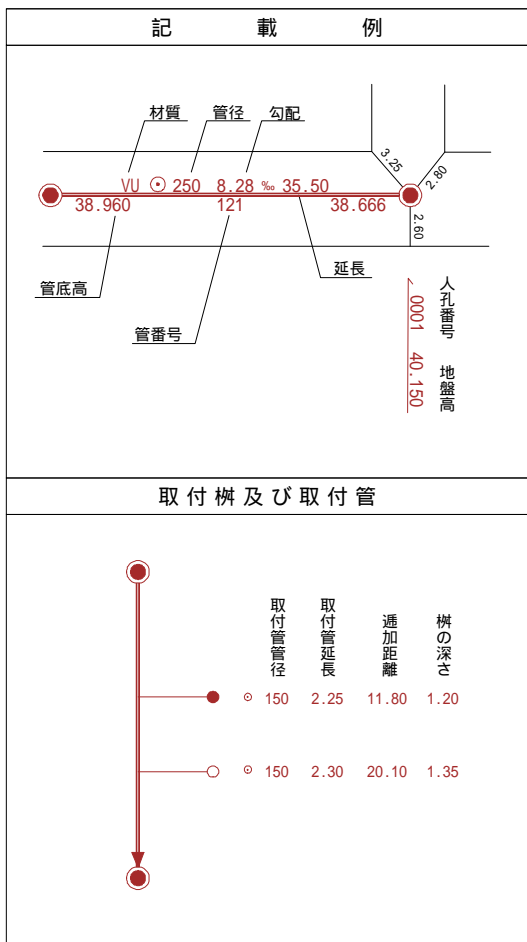 記載例
材質 管径 勾配
VU ⊙ 250 8.28 ‰ 35.50
38.960 121 38.666
3.25
2.80
2.60
管底高
管番号
延長
人孔番号 地盤高
0001 40.150
取付桝及び取付管
取付管管径 取付管延長 逓加距離 桝の深さ
⊙ 150 2.25 11.80 1.20
⊙ 150 2.30 20.10 1.35